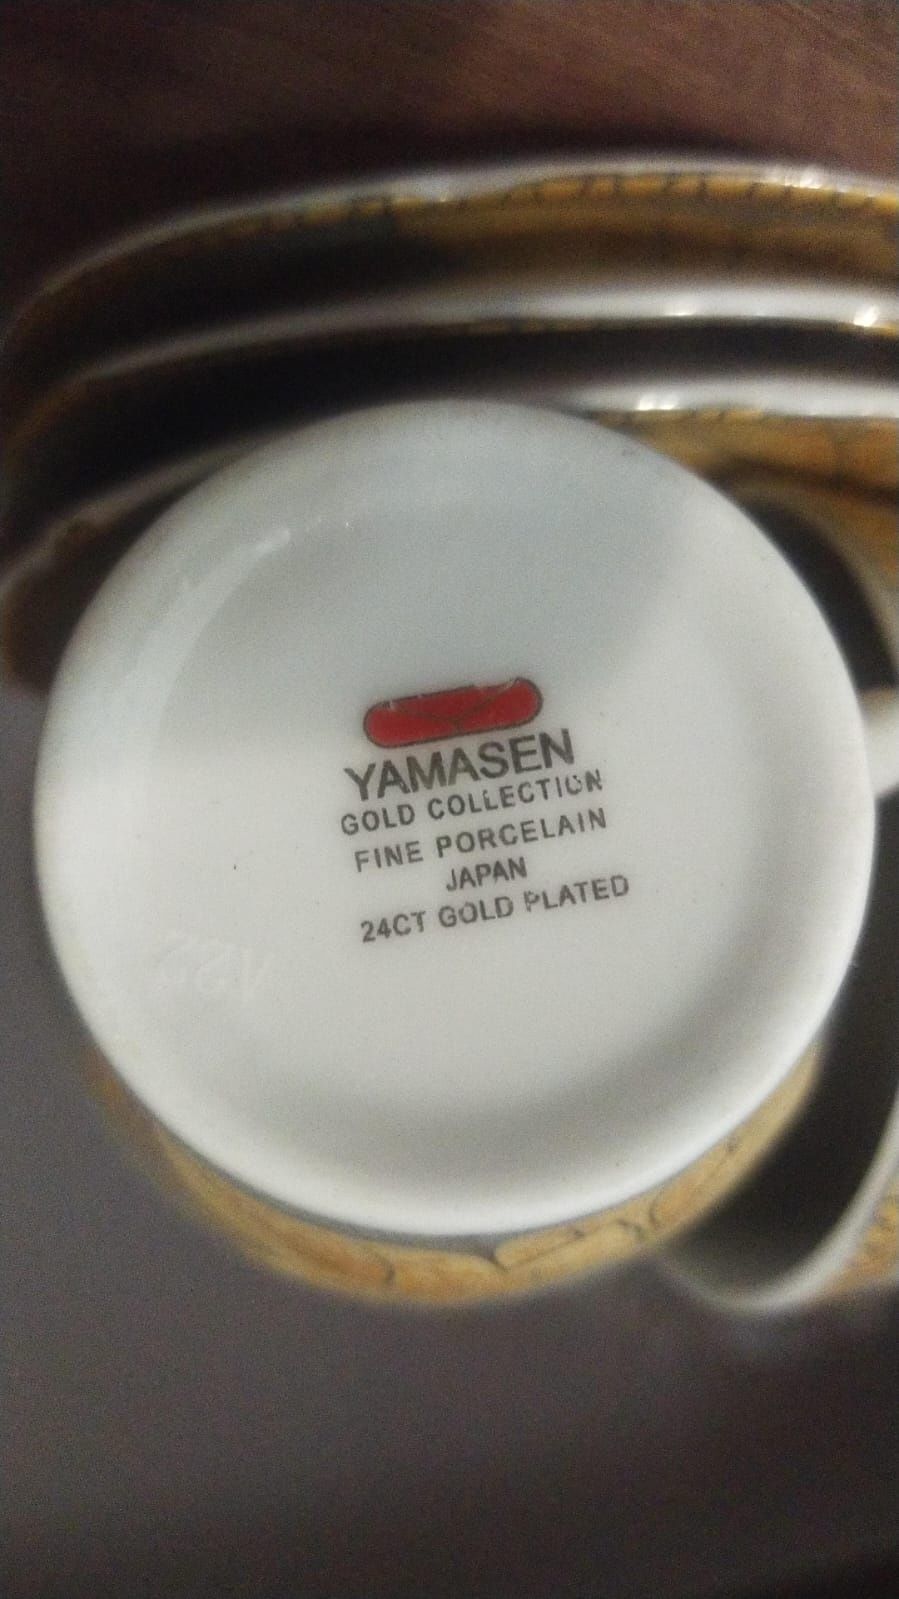 YAMASEN
GOLD COLLECTION
FINE PORCELAIN
JAPAN
24CT GOLD PLATED